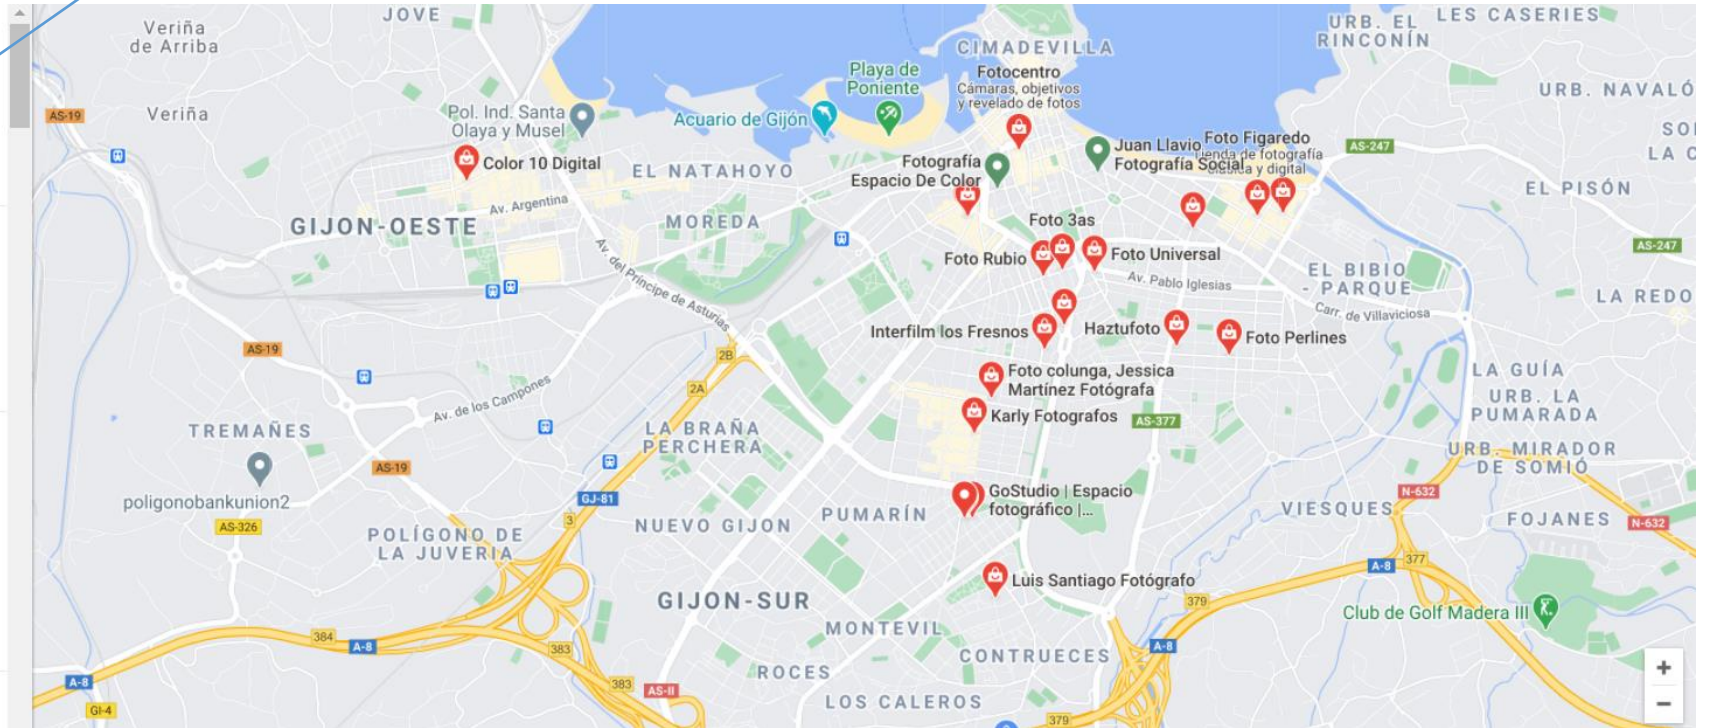 JOVE
Veriña
de Arriba
CIMADEVILLA
URB. EL
RINCONÍN
LES CASERIES
Fotocentro
Cámaras, objetivos
y revelado de fotos
Playa de
Poniente
URB. NAVALÓ
AS-19
Veriña
Pol. Ind. Santa
Olaya y Musel
Acuario de Gijón
Juan Llavio
Fotografía Social
Foto Figaredo
Tienda de fotografía
clásica y digital
AS-247
SO
LA C
Color 10 Digital
EL NATAHOYO
Fotografía
Espacio De Color
EL PISÓN
Av. Argentina
GIJON-OESTE
MOREDA
Foto 3as
AS-247
Foto Rubio
Foto Universal
Av. del Príncipe de Asturias
Av. Pablo Iglesias
EL BIBIO
- PARQUE
LA REDO
Carr. de Villaviciosa
Interfilm los Fresnos
Haztufoto
Foto Perlines
AS-19
2B
2A
Foto colunga, Jessica
Martínez Fotógrafa
LA GUÍA
URB. LA
PUMARADA
Av. de los Campones
Karly Fotografos
AS-377
TREMAÑES
LA BRAÑA
PERCHERA
URB. MIRADOR
DE SOMIÓ
AS-19
poligonobankunion2
GJ-81
GoStudio | Espacio
fotográfico |...
N-632
AS-326
3
NUEVO GIJON
PUMARÍN
VIESQUES
FOJANES
N-632
POLÍGONO DE
LA JUVERIA
A-8
377
Luis Santiago Fotógrafo
GIJON-SUR
379
Club de Golf Madera III
384
A-8
383
MONTEVIL
CONTRUECES
A-8
ROCES
A-8
383
AS-II
LOS CALEROS
GI-4
379
+
−